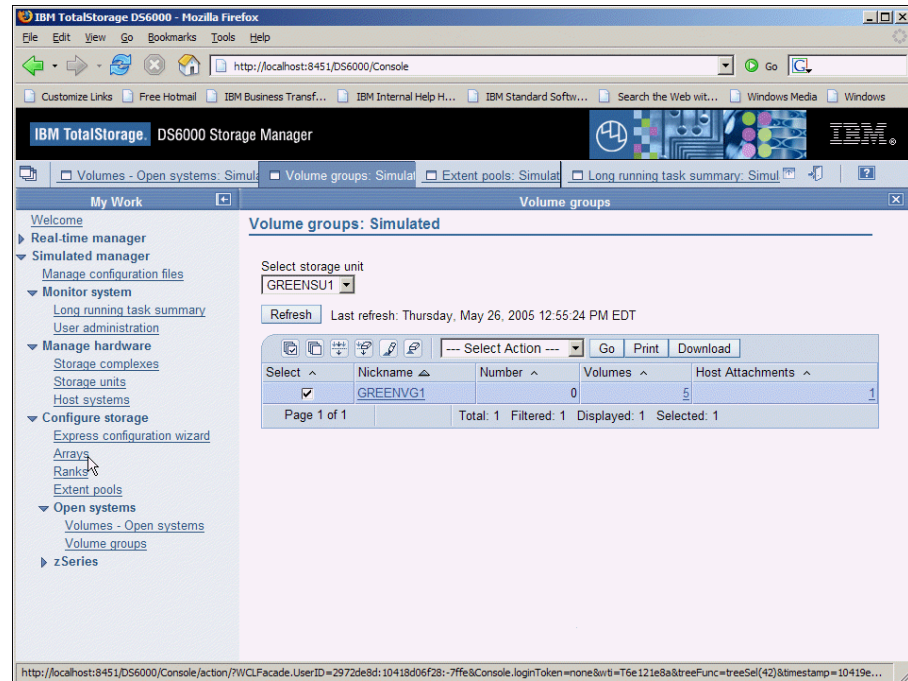 IBM TotalStorage DS6000 - Mozilla Firefox
File Edit View Go Bookmarks Tools Help
http://localhost:8451/DS6000/Console
Go
G
Customize Links Free Hotmail IBM Business Transf... IBM Internal Help H... IBM Standard Softw... Search the Web wit... Windows Media Windows
IBM TotalStorage. DS6000 Storage Manager
IBM
Volumes - Open systems: Simula Volume groups: Simulat Extent pools: Simulat Long running task summary: Simul ?
My Work
Volume groups
Welcome
Real-time manager
Simulated manager
Manage configuration files
Monitor system
Long running task summary
User administration
Manage hardware
Storage complexes
Storage units
Host systems
Configure storage
Express configuration wizard
Arrays
Ranks
Extent pools
Open systems
Volumes - Open systems
Volume groups
zSeries
Volume groups: Simulated
Select storage unit
GREENSU1
Refresh Last refresh: Thursday, May 26, 2005 12:55:24 PM EDT
--- Select Action --- Go Print Download
Select Nickname Number Volumes Host Attachments
GREENVG1 0 5 1
Page 1 of 1 Total: 1 Filtered: 1 Displayed: 1 Selected: 1
http://localhost:8451/DS6000/Console/action/?WCLFacade.UserID=2972de8d:10418d06f28:-7ffe&Console.loginToken=none&wti=T6e121e8a&treeFunc=treeSel(42)&timestamp=10419e...